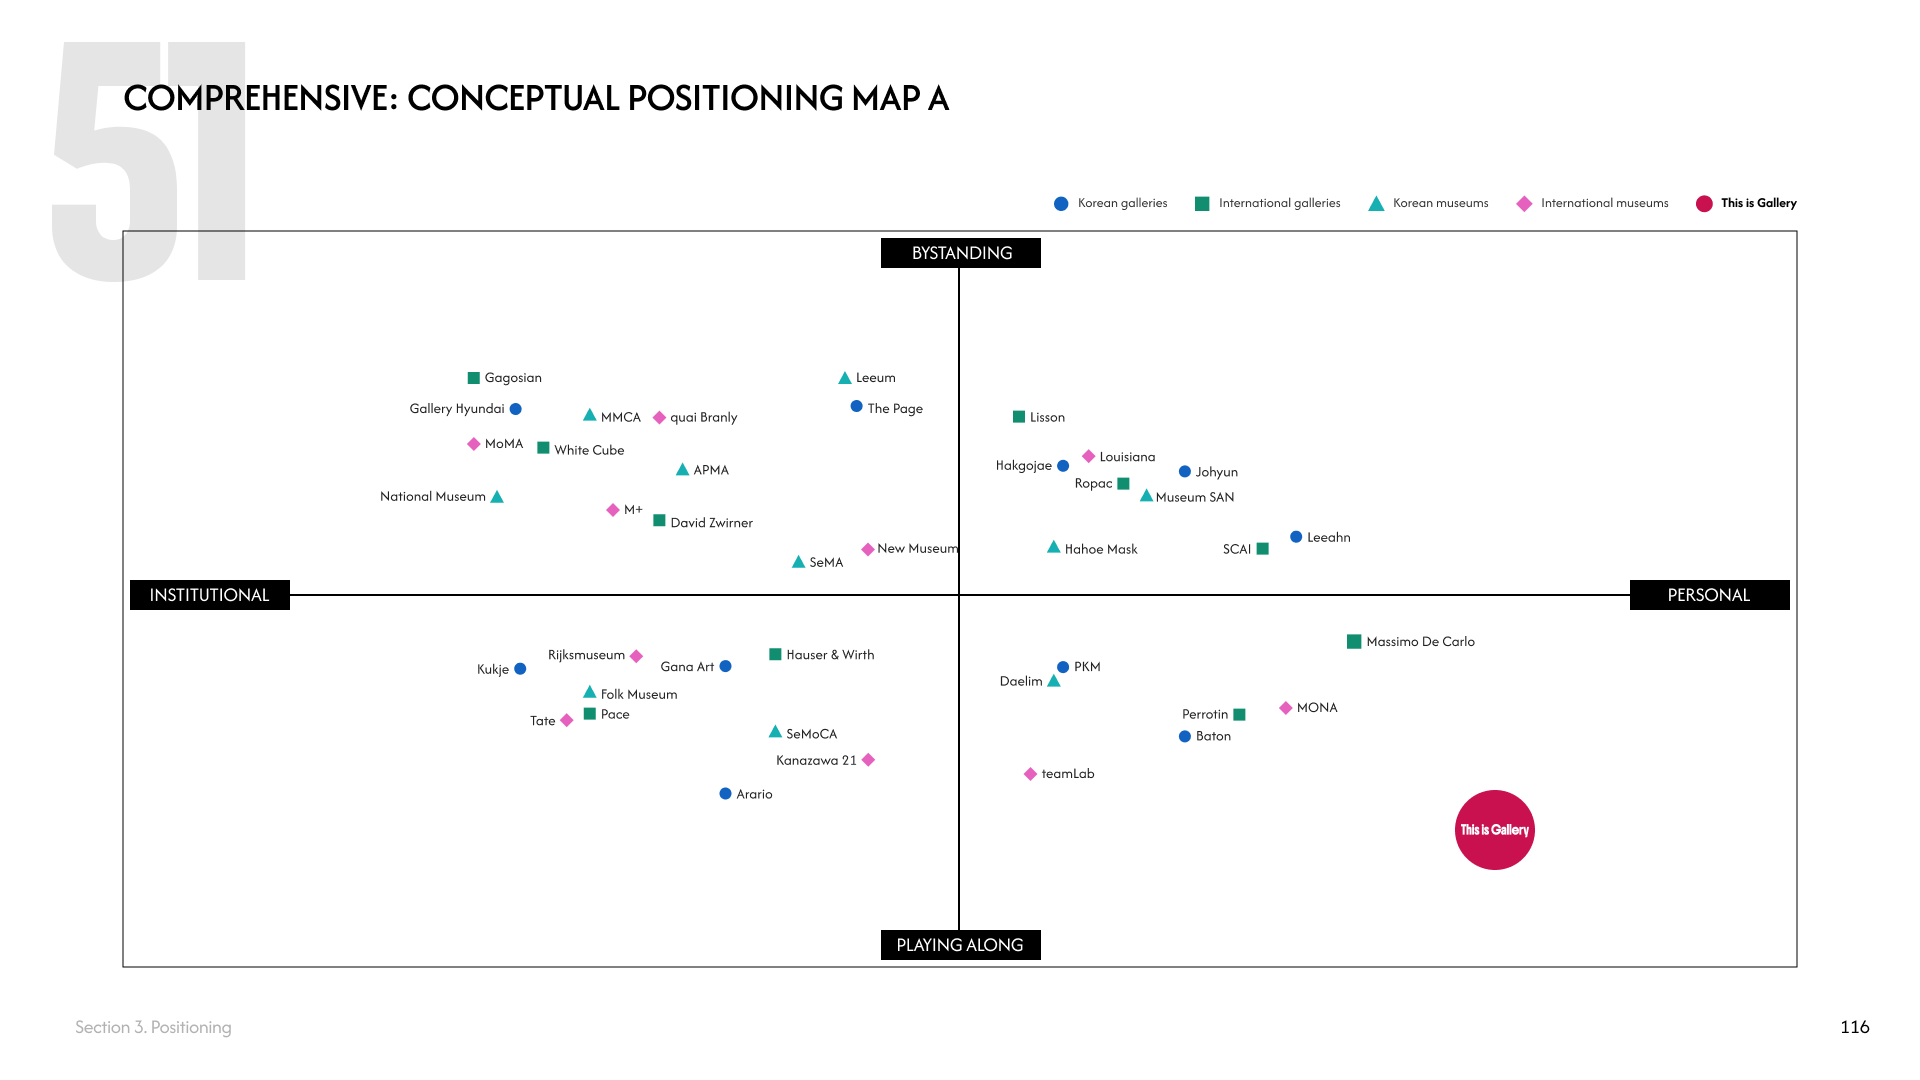 51
COMPREHENSIVE: CONCEPTUAL POSITIONING MAP A
Korean galleries
International galleries
Korean museums
International museums
This is Gallery
BYSTANDING
Gagosian
Leeum
Gallery Hyundai
The Page
MMCA
quai Branly
Lisson
MoMA
White Cube
Louisiana
Hakgojae
APMA
Johyun
Ropac
National Museum
Museum SAN
M+
David Zwirner
Leeahn
New Museum
Hahoe Mask
SCAI
SeMA
INSTITUTIONAL
PERSONAL
Massimo De Carlo
Rijksmuseum
Hauser & Wirth
Kukje
Gana Art
PKM
Daelim
Folk Museum
MONA
Pace
Perrotin
Tate
SeMoCA
Baton
Kanazawa 21
teamLab
Arario
This is Gallery
PLAYING ALONG
Section 3. Positioning
116